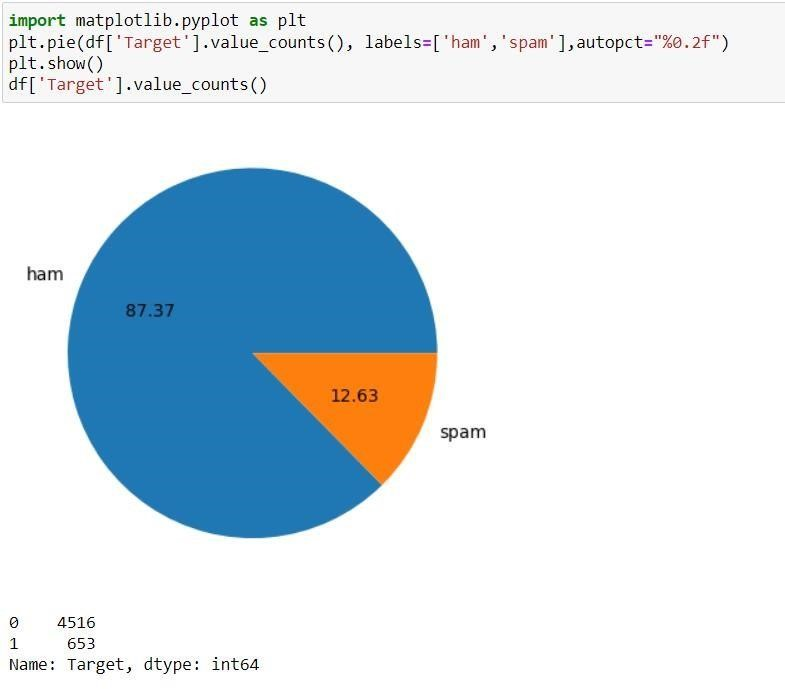 import matplotlib.pyplot as plt
plt.pie(df['Target'].value_counts(), labels=['ham','spam'],autopct="%0.2f")
plt.show()
df['Target'].value_counts()
ham
87.37
12.63
spam
0    4516
1     653
Name: Target, dtype: int64